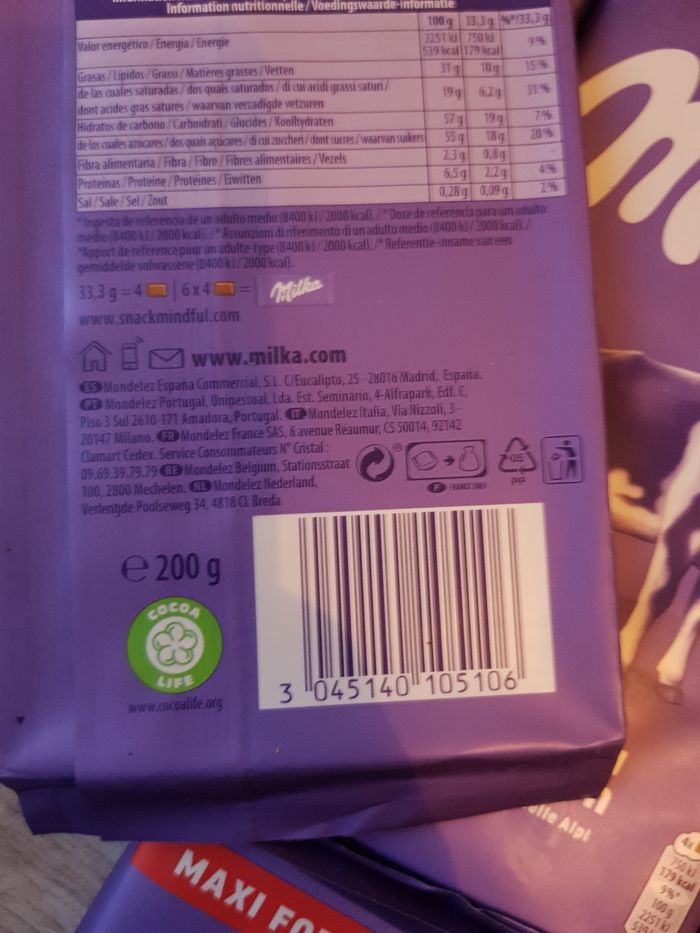 Information nutritionnelle / Voedingswaarde-informatie
100 g 33,3 g %*/33,3 g
Valor energético / Energia / Énergie 2251 kJ 539 kcal 750 kJ 179 kcal 9%
Grasas / Lípidos / Grassi / Matières grasses / Vetten 31 g 10 g 15 %
de las cuales saturadas / dos quais saturados / di cui acidi grassi saturi /
dont acides gras saturés / waarvan verzadigde vetzuren 19 g 6,2 g 31 %
Hidratos de carbono / Carboidrati / Glucides / Koolhydraten 57 g 19 g 7%
de los cuales azúcares / dos quais açúcares / di cui zuccheri / dont sucres / waarvan suikers 55 g 18 g 20%
Fibra alimentaria / Fibra / Fibre / Fibres alimentaires / Vezels 2,3 g 0,8 g
Proteínas / Proteine / Protéines / Eiwitten 6,5 g 2,2 g 4%
Sal / Sale / Sel / Zout 0,28 g 0,09 g 2%
*Ingesta de referencia de un adulto medio (8400 kJ / 2000 kcal). / * Dose de referência para um adulto
médio (8400 kJ / 2000 kcal). / * Assunzioni di riferimento di un adulto medio (8400 kJ / 2000 kcal). /
*Apport de référence pour un adulte-type (8400 kJ / 2000 kcal). /* Referentie-inname van een
gemiddelde volwassene (8400 kJ / 2000 kcal).
33,3 g = 4 | 6 x 4 = Milka
www.snackmindful.com
www.milka.com
ES Mondelez España Commercial, S.L. C/Eucalipto, 25 - 28016 Madrid, España.
PT Mondelez Portugal, Unipessoal, Lda. Est. Seminário, 4-Alfrapark, Edf. C,
Piso 3 Sul 2610-171 Amadora, Portugal. IT Mondelez Italia, Via Nizzoli, 3 -
20147 Milano. FR Mondelez France SAS, 6 avenue Réaumur, CS 50014, 92142
Clamart Cedex. Service Consommateurs N° Cristal :
09.69.39.79.79 BE Mondelez Belgium, Stationsstraat
100, 2800 Mechelen. NL Mondelez Nederland,
Verlengde Poolseweg 34, 4818 CL Breda
®
F FRANCE ONLY
05
PP
e 200 g
COCOA
LIFE
www.cocoalife.org
3 045140 105106
MAXI FO
alle Alpi
4x
750 kJ
179 kcal
9%*
100 g
2251 kJ
539 kcal